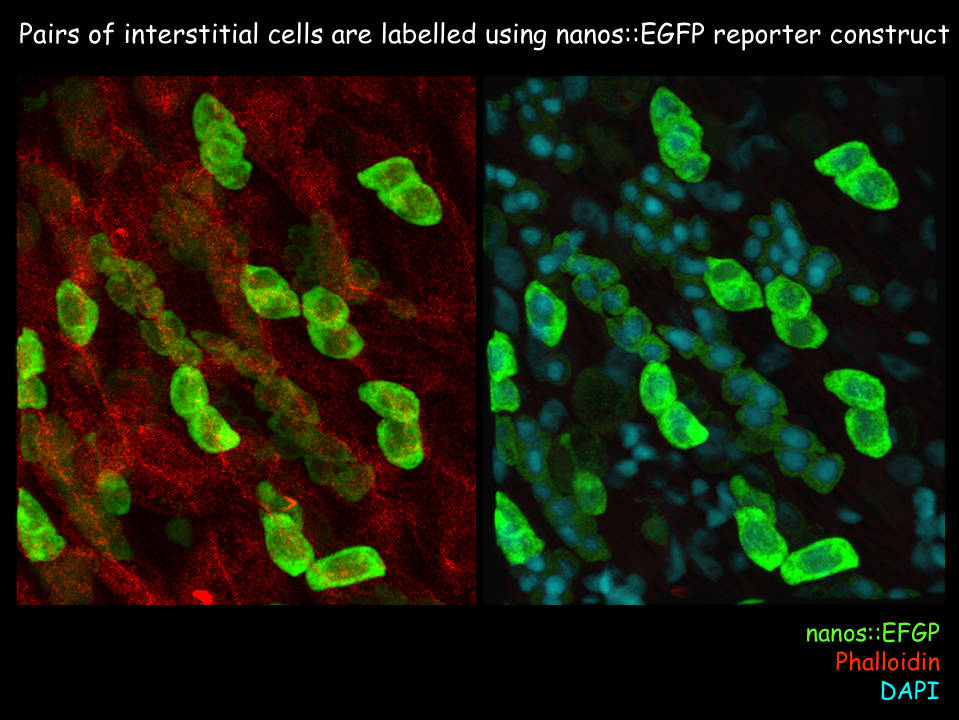 Pairs of interstitial cells are labelled using nanos::EGFP reporter construct
nanos::EFGP
Phalloidin
DAPI